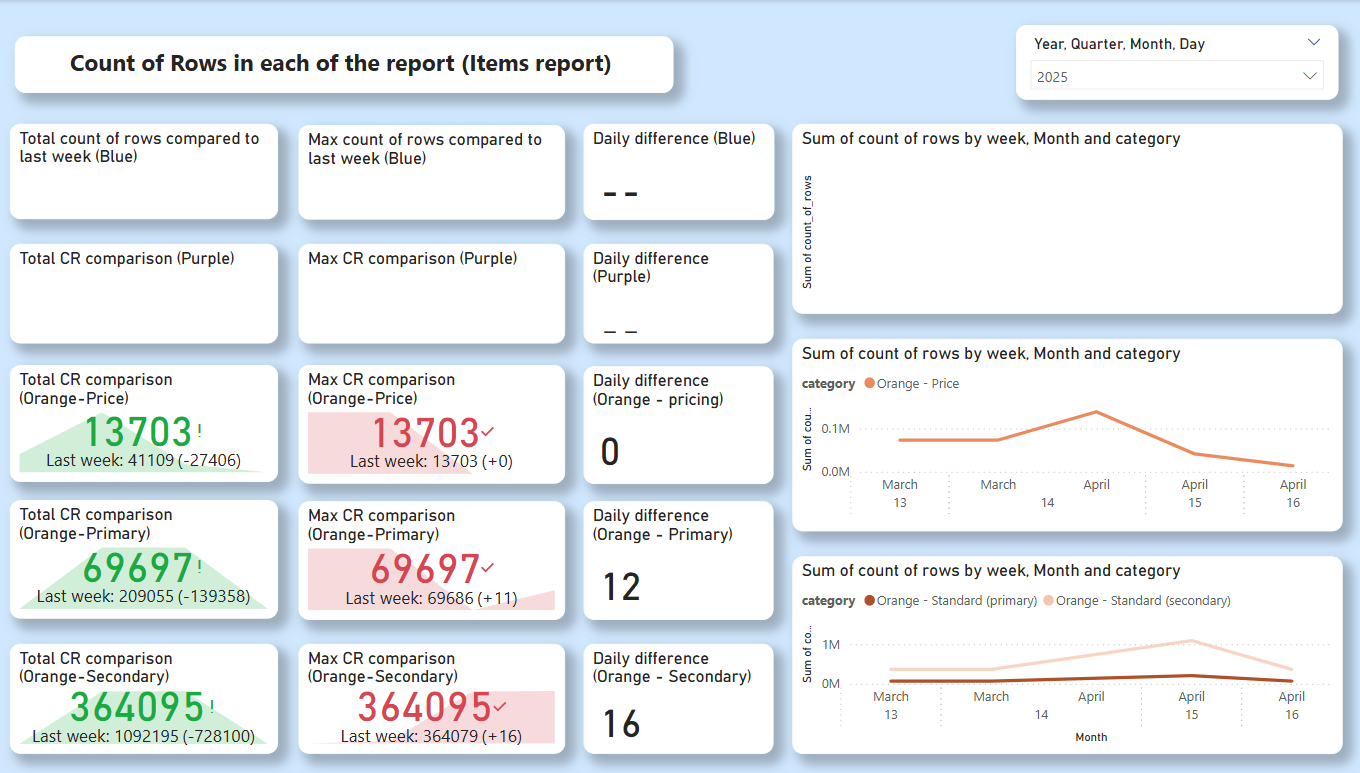 Count of Rows in each of the report (Items report)
Year, Quarter, Month, Day
2025
Total count of rows compared to
last week (Blue)
Max count of rows compared to
last week (Blue)
Daily difference (Blue)
--
Sum of count of rows by week, Month and category
Sum of count_of_rows
Total CR comparison (Purple)
Max CR comparison (Purple)
Daily difference
(Purple)
--
Total CR comparison
(Orange-Price)
13703!
Last week: 41109 (-27406)
Max CR comparison
(Orange-Price)
13703
Last week: 13703 (+0)
Daily difference
(Orange - pricing)
0
Sum of count of rows by week, Month and category
category Orange - Price
Sum of cou...
0.1M
0.0M
March March April April April
13 14 15 16
Total CR comparison
(Orange-Primary)
69697!
Last week: 209055 (-139358)
Max CR comparison
(Orange-Primary)
69697
Last week: 69686 (+11)
Daily difference
(Orange - Primary)
12
Sum of count of rows by week, Month and category
category Orange - Standard (primary) Orange - Standard (secondary)
Sum of co...
1M
0M
March March April April April
13 14 15 16
Month
Total CR comparison
(Orange-Secondary)
364095!
Last week: 1092195 (-728100)
Max CR comparison
(Orange-Secondary)
364095
Last week: 364079 (+16)
Daily difference
(Orange - Secondary)
16